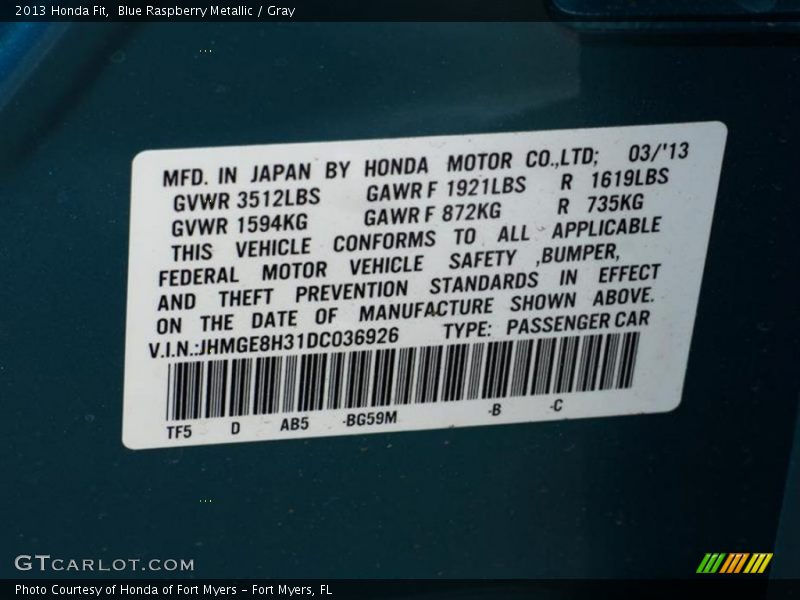 2013 Honda Fit, Blue Raspberry Metallic / Gray
MFD. IN JAPAN BY HONDA MOTOR CO.,LTD; 03/'13
GVWR 3512LBS GAWR F 1921LBS R 1619LBS
GVWR 1594KG GAWR F 872KG R 735KG
THIS VEHICLE CONFORMS TO ALL APPLICABLE
FEDERAL MOTOR VEHICLE SAFETY ,BUMPER,
AND THEFT PREVENTION STANDARDS IN EFFECT
ON THE DATE OF MANUFACTURE SHOWN ABOVE.
V.I.N.:JHMGE8H31DC036926 TYPE: PASSENGER CAR
TF5 D AB5 -BG59M -B -C
GTCARLOT.COM
Photo Courtesy of Honda of Fort Myers - Fort Myers, FL